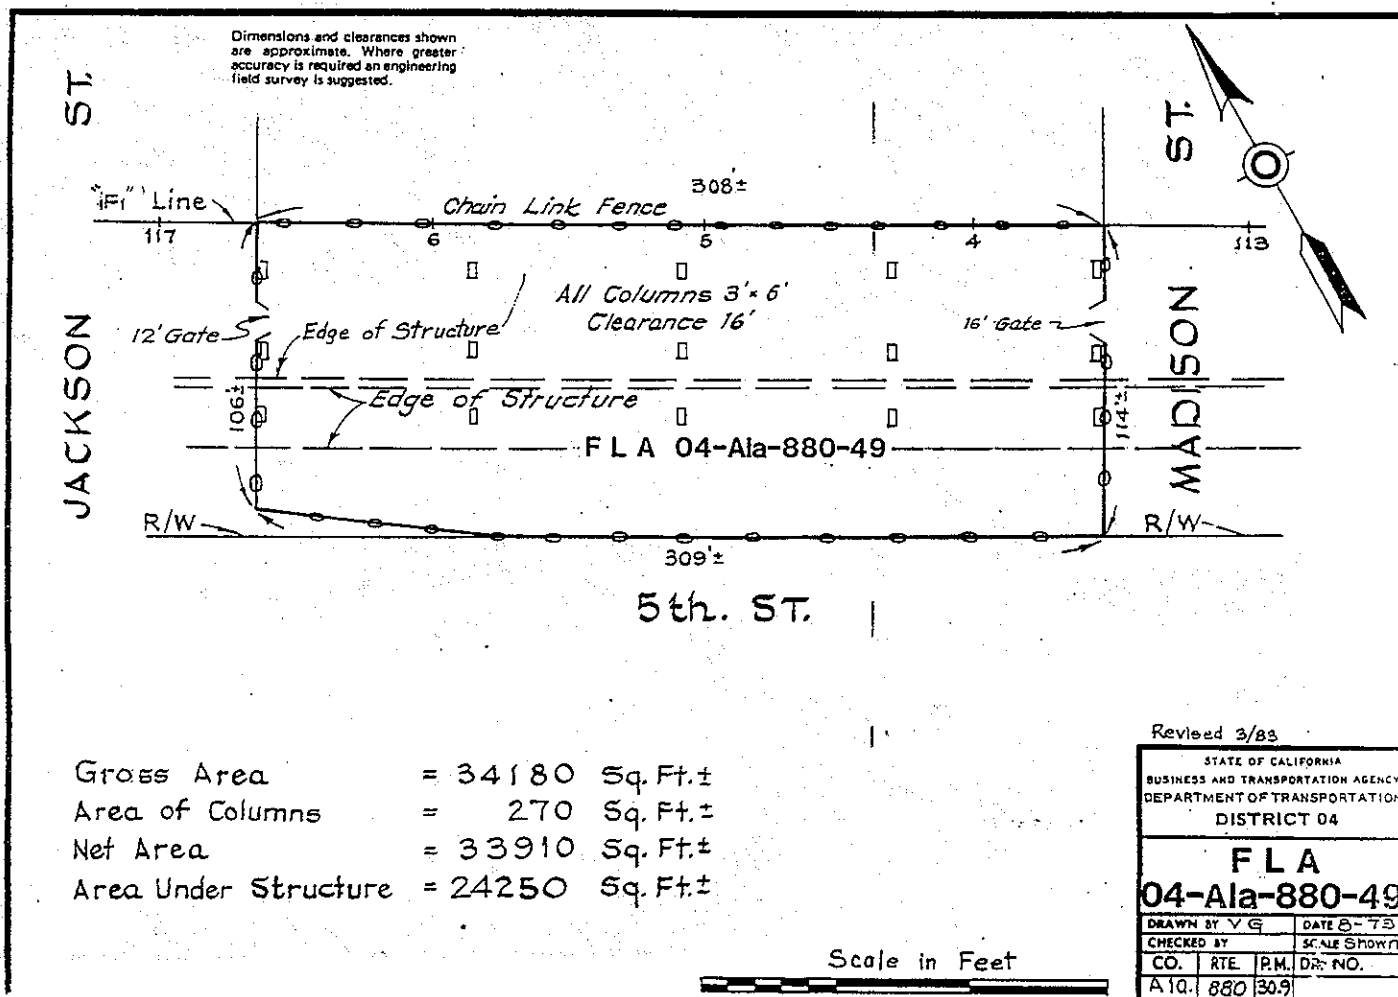 Dimensions and clearances shown
are approximate. Where greater
accuracy is required an engineering
field survey is suggested.
JACKSON ST.
MADISON ST.
Line
308'±
Chain Link Fence
117
6
5
4
113
All Columns 3'× 6'
Clearance 16'
12' Gate
Edge of Structure
16' Gate
106'±
114'±
Edge of Structure
FLA 04-Ala-880-49
R/W
R/W
309'±
5th. ST.
Gross Area = 34180 Sq. Ft.±
Area of Columns = 270 Sq. Ft.±
Net Area = 33910 Sq. Ft.±
Area Under Structure = 24250 Sq. Ft.±
Scale in Feet
Revised 3/83
STATE OF CALIFORNIA
BUSINESS AND TRANSPORTATION AGENCY
DEPARTMENT OF TRANSPORTATION
DISTRICT 04
FLA
04-Ala-880-49
DRAWN BY VG DATE
CHECKED BY SCALE Shown
CO. RTE. P.M. DR. NO.
Ala. 880 30.9